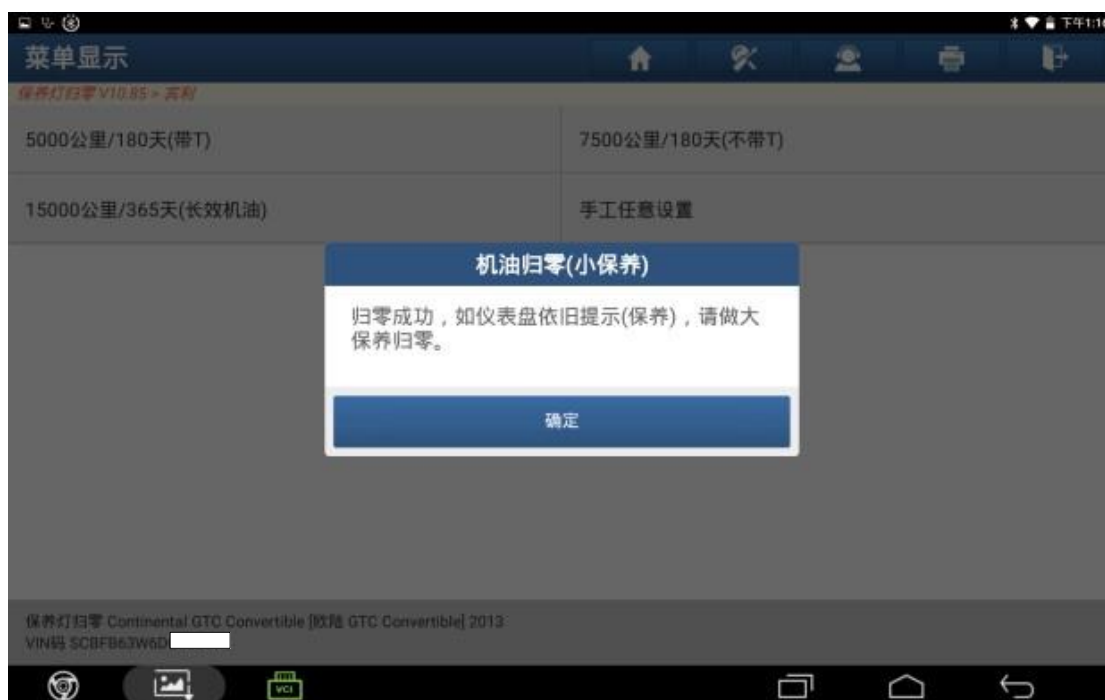 下午1:16
菜单显示
保养灯归零 V10.85 > 宾利
5000公里/180天(带T)
7500公里/180天(不带T)
15000公里/365天(长效机油)
手工任意设置
机油归零(小保养)
归零成功，如仪表盘依旧提示(保养)，请做大
保养归零。
确定
保养灯归零 Continental GTC Convertible [欧陆 GTC Convertible] 2013
VIN码 SCBFB63W6D
VCI